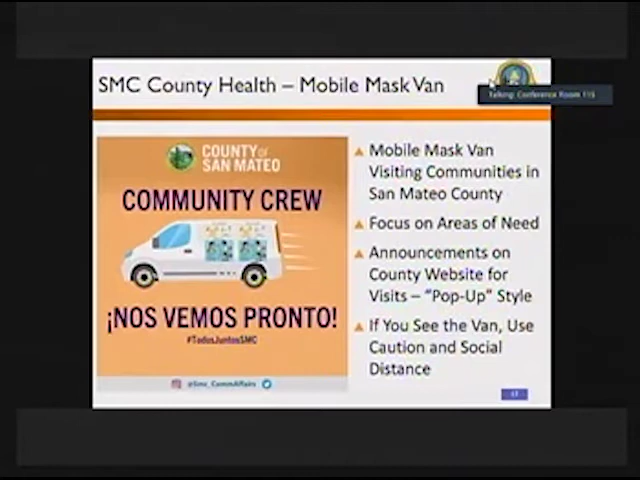 SMC County Health – Mobile Mask Van
Talking: Conference Room 115
COUNTY OF
SAN MATEO
COMMUNITY CREW
¡NOS VEMOS PRONTO!
#TodosJuntosSMC
@Smc_CommAffairs
Mobile Mask Van
Visiting Communities in
San Mateo County
Focus on Areas of Need
Announcements on
County Website for
Visits – “Pop-Up” Style
If You See the Van, Use
Caution and Social
Distance